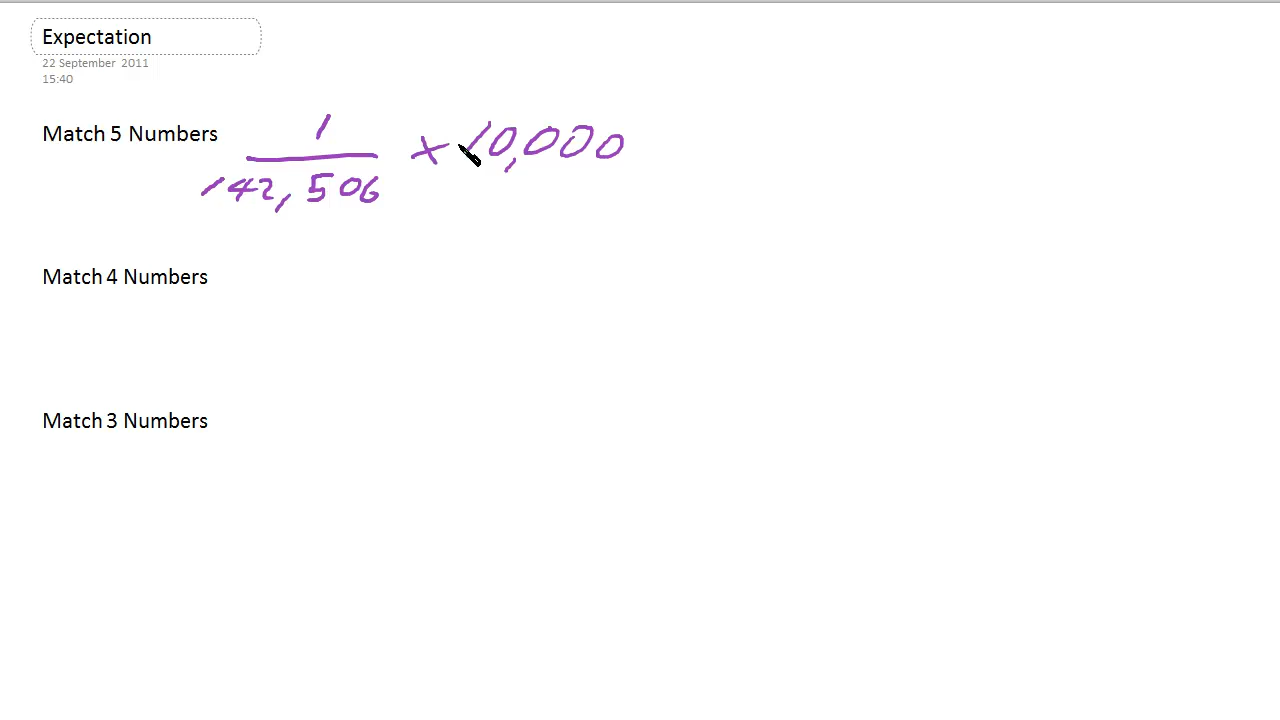 Expectation
22 September 2011
15:40
Match 5 Numbers 1
× 10,000
142,506
Match 4 Numbers
Match 3 Numbers